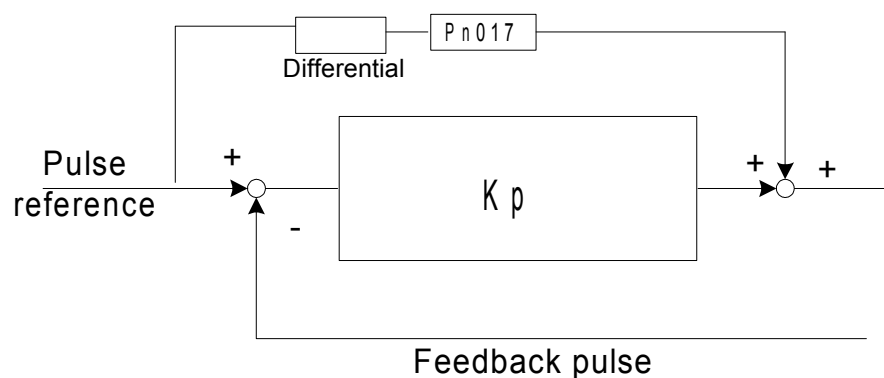 Pn017
Differential
Pulse
reference
+
-
Kp
+
+
Feedback pulse